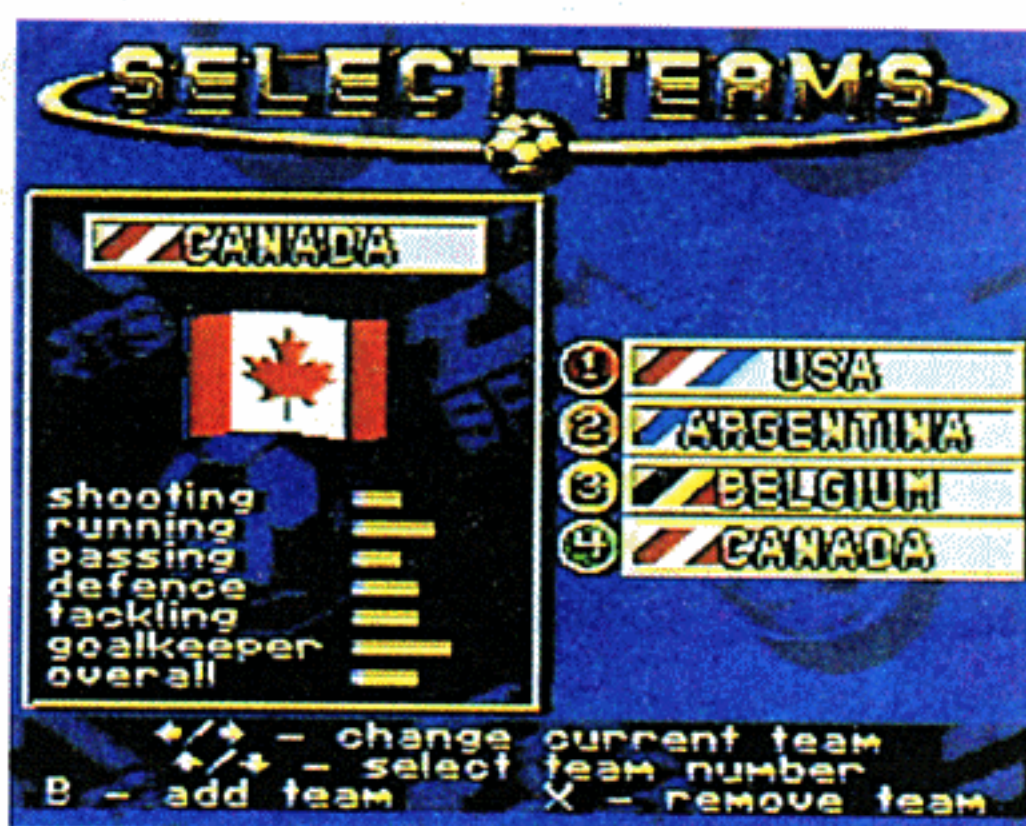 SELECT TEAMS
CANADA
shooting
running
passing
defence
tackling
goalkeeper
overall
1 USA
2 ARGENTINA
3 BELGIUM
4 CANADA
←/→ - change current team
↑/↓ - select team number
B - add team X - remove team